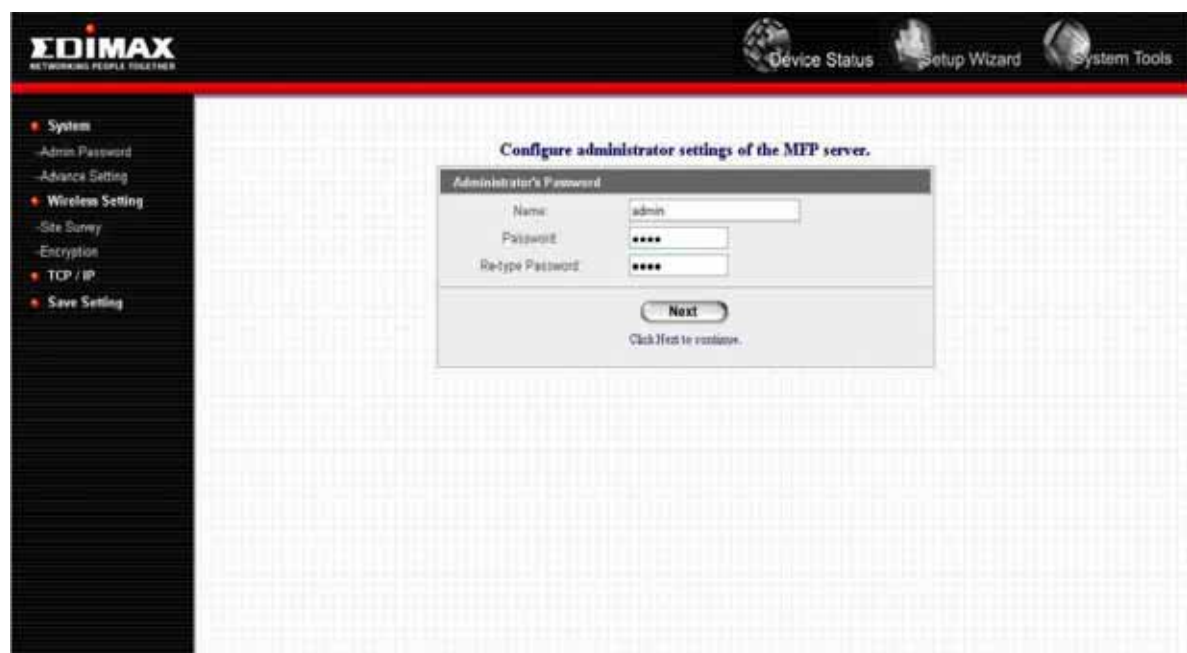 EDIMAX
NETWORKING PEOPLE TOGETHER
Device Status
Setup Wizard
System Tools
System
-Admin Password
-Advance Setting
Wireless Setting
-Site Survey
-Encryption
TCP / IP
Save Setting
Configure administrator settings of the MFP server.
Administrator's Password
Name:
admin
Password:
••••
Re-type Password:
••••
Next
Click Next to continue.